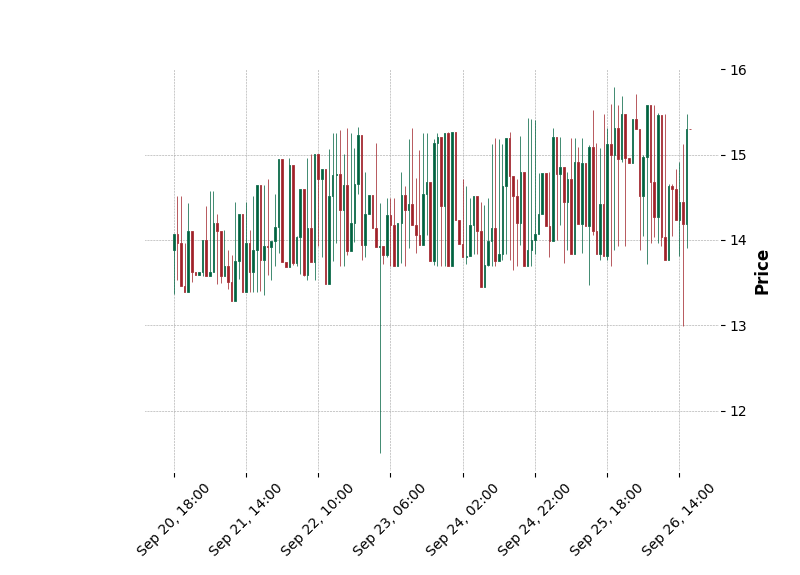 16
15
14
13
12
Price
Sep 20, 18:00
Sep 21, 14:00
Sep 22, 10:00
Sep 23, 06:00
Sep 24, 02:00
Sep 24, 22:00
Sep 25, 18:00
Sep 26, 14:00